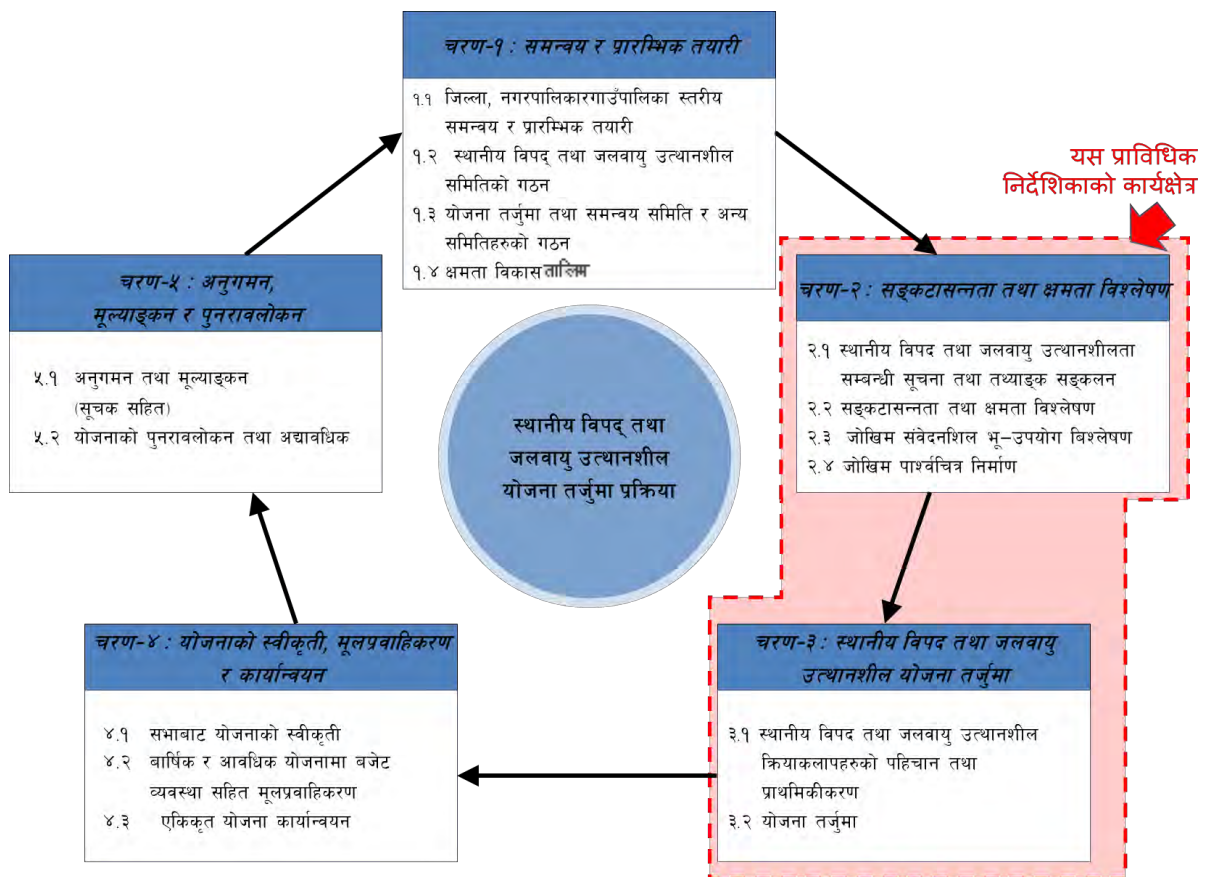 चरण-१ : समन्वय र प्रारम्भिक तयारी
१.१ जिल्ला, नगरपालिकारगाउँपालिका स्तरीय
समन्वय र प्रारम्भिक तयारी
१.२ स्थानीय विपद् तथा जलवायु उत्थानशील
समितिको गठन
१.३ योजना तर्जुमा तथा समन्वय समिति र अन्य
समितिहरुको गठन
१.४ क्षमता विकास तालिम
यस प्राविधिक
निर्देशिकाको कार्यक्षेत्र
चरण-२ : सङ्कटासन्नता तथा क्षमता विश्लेषण
२.१ स्थानीय विपद तथा जलवायु उत्थानशीलता
सम्बन्धी सूचना तथा तथ्याङ्क सङ्कलन
२.२ सङ्कटासन्नता तथा क्षमता विश्लेषण
२.३ जोखिम संवेदनशिल भू–उपयोग विश्लेषण
२.४ जोखिम पार्श्वचित्र निर्माण
चरण-३ : स्थानीय विपद तथा जलवायु
उत्थानशील योजना तर्जुमा
३.१ स्थानीय विपद तथा जलवायु उत्थानशील
क्रियाकलापहरुको पहिचान तथा
प्राथमिकीकरण
३.२ योजना तर्जुमा
चरण-४ : योजनाको स्वीकृती, मूलप्रवाहिकरण
र कार्यान्वयन
४.१ सभाबाट योजनाको स्वीकृती
४.२ बार्षिक र आवधिक योजनामा बजेट
व्यवस्था सहित मूलप्रवाहिकरण
४.३ एकिकृत योजना कार्यान्वयन
चरण-५ : अनुगमन,
मूल्याङ्कन र पुनरावलोकन
५.१ अनुगमन तथा मूल्याङ्कन
(सूचक सहित)
५.२ योजनाको पुनरावलोकन तथा अद्यावधिक
स्थानीय विपद् तथा
जलवायु उत्थानशील
योजना तर्जुमा प्रक्रिया